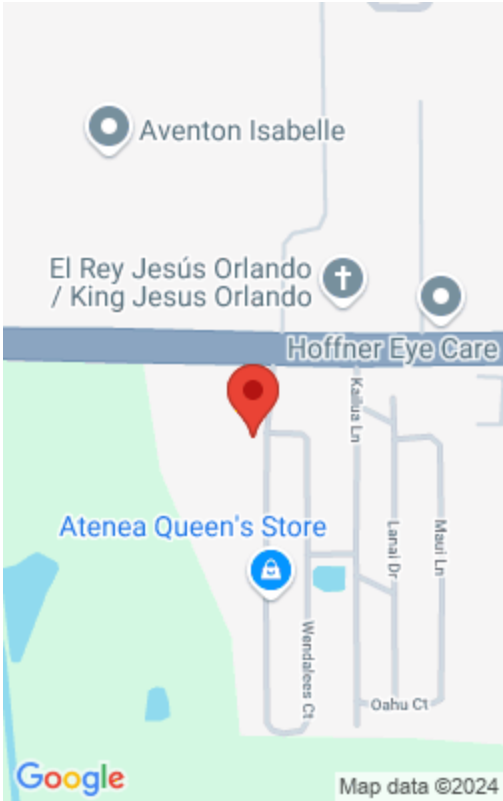 Aventon Isabelle
El Rey Jesús Orlando
/ King Jesus Orlando
Hoffner Eye Care
Kailua Ln
Atenea Queen's Store
Lanai Dr
Maui Ln
Wendalees Ct
Oahu Ct
Google
Map data ©2024